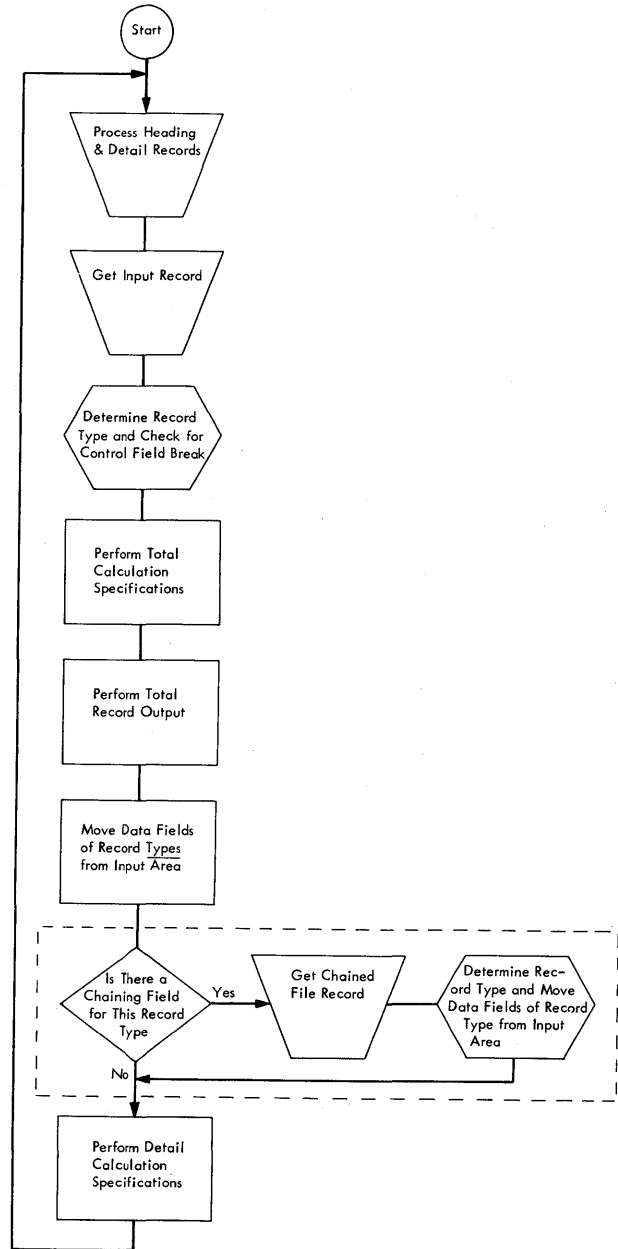 Start
Process Heading
& Detail Records
Get Input Record
Determine Record
Type and Check for
Control Field Break
Perform Total
Calculation
Specifications
Perform Total
Record Output
Move Data Fields
of Record Types
from Input Area
Is There a
Chaining Field
for This Record
Type
Yes
Get Chained
File Record
Determine Rec-
ord Type and Move
Data Fields of Record
Type from Input
Area
No
Perform Detail
Calculation
Specifications